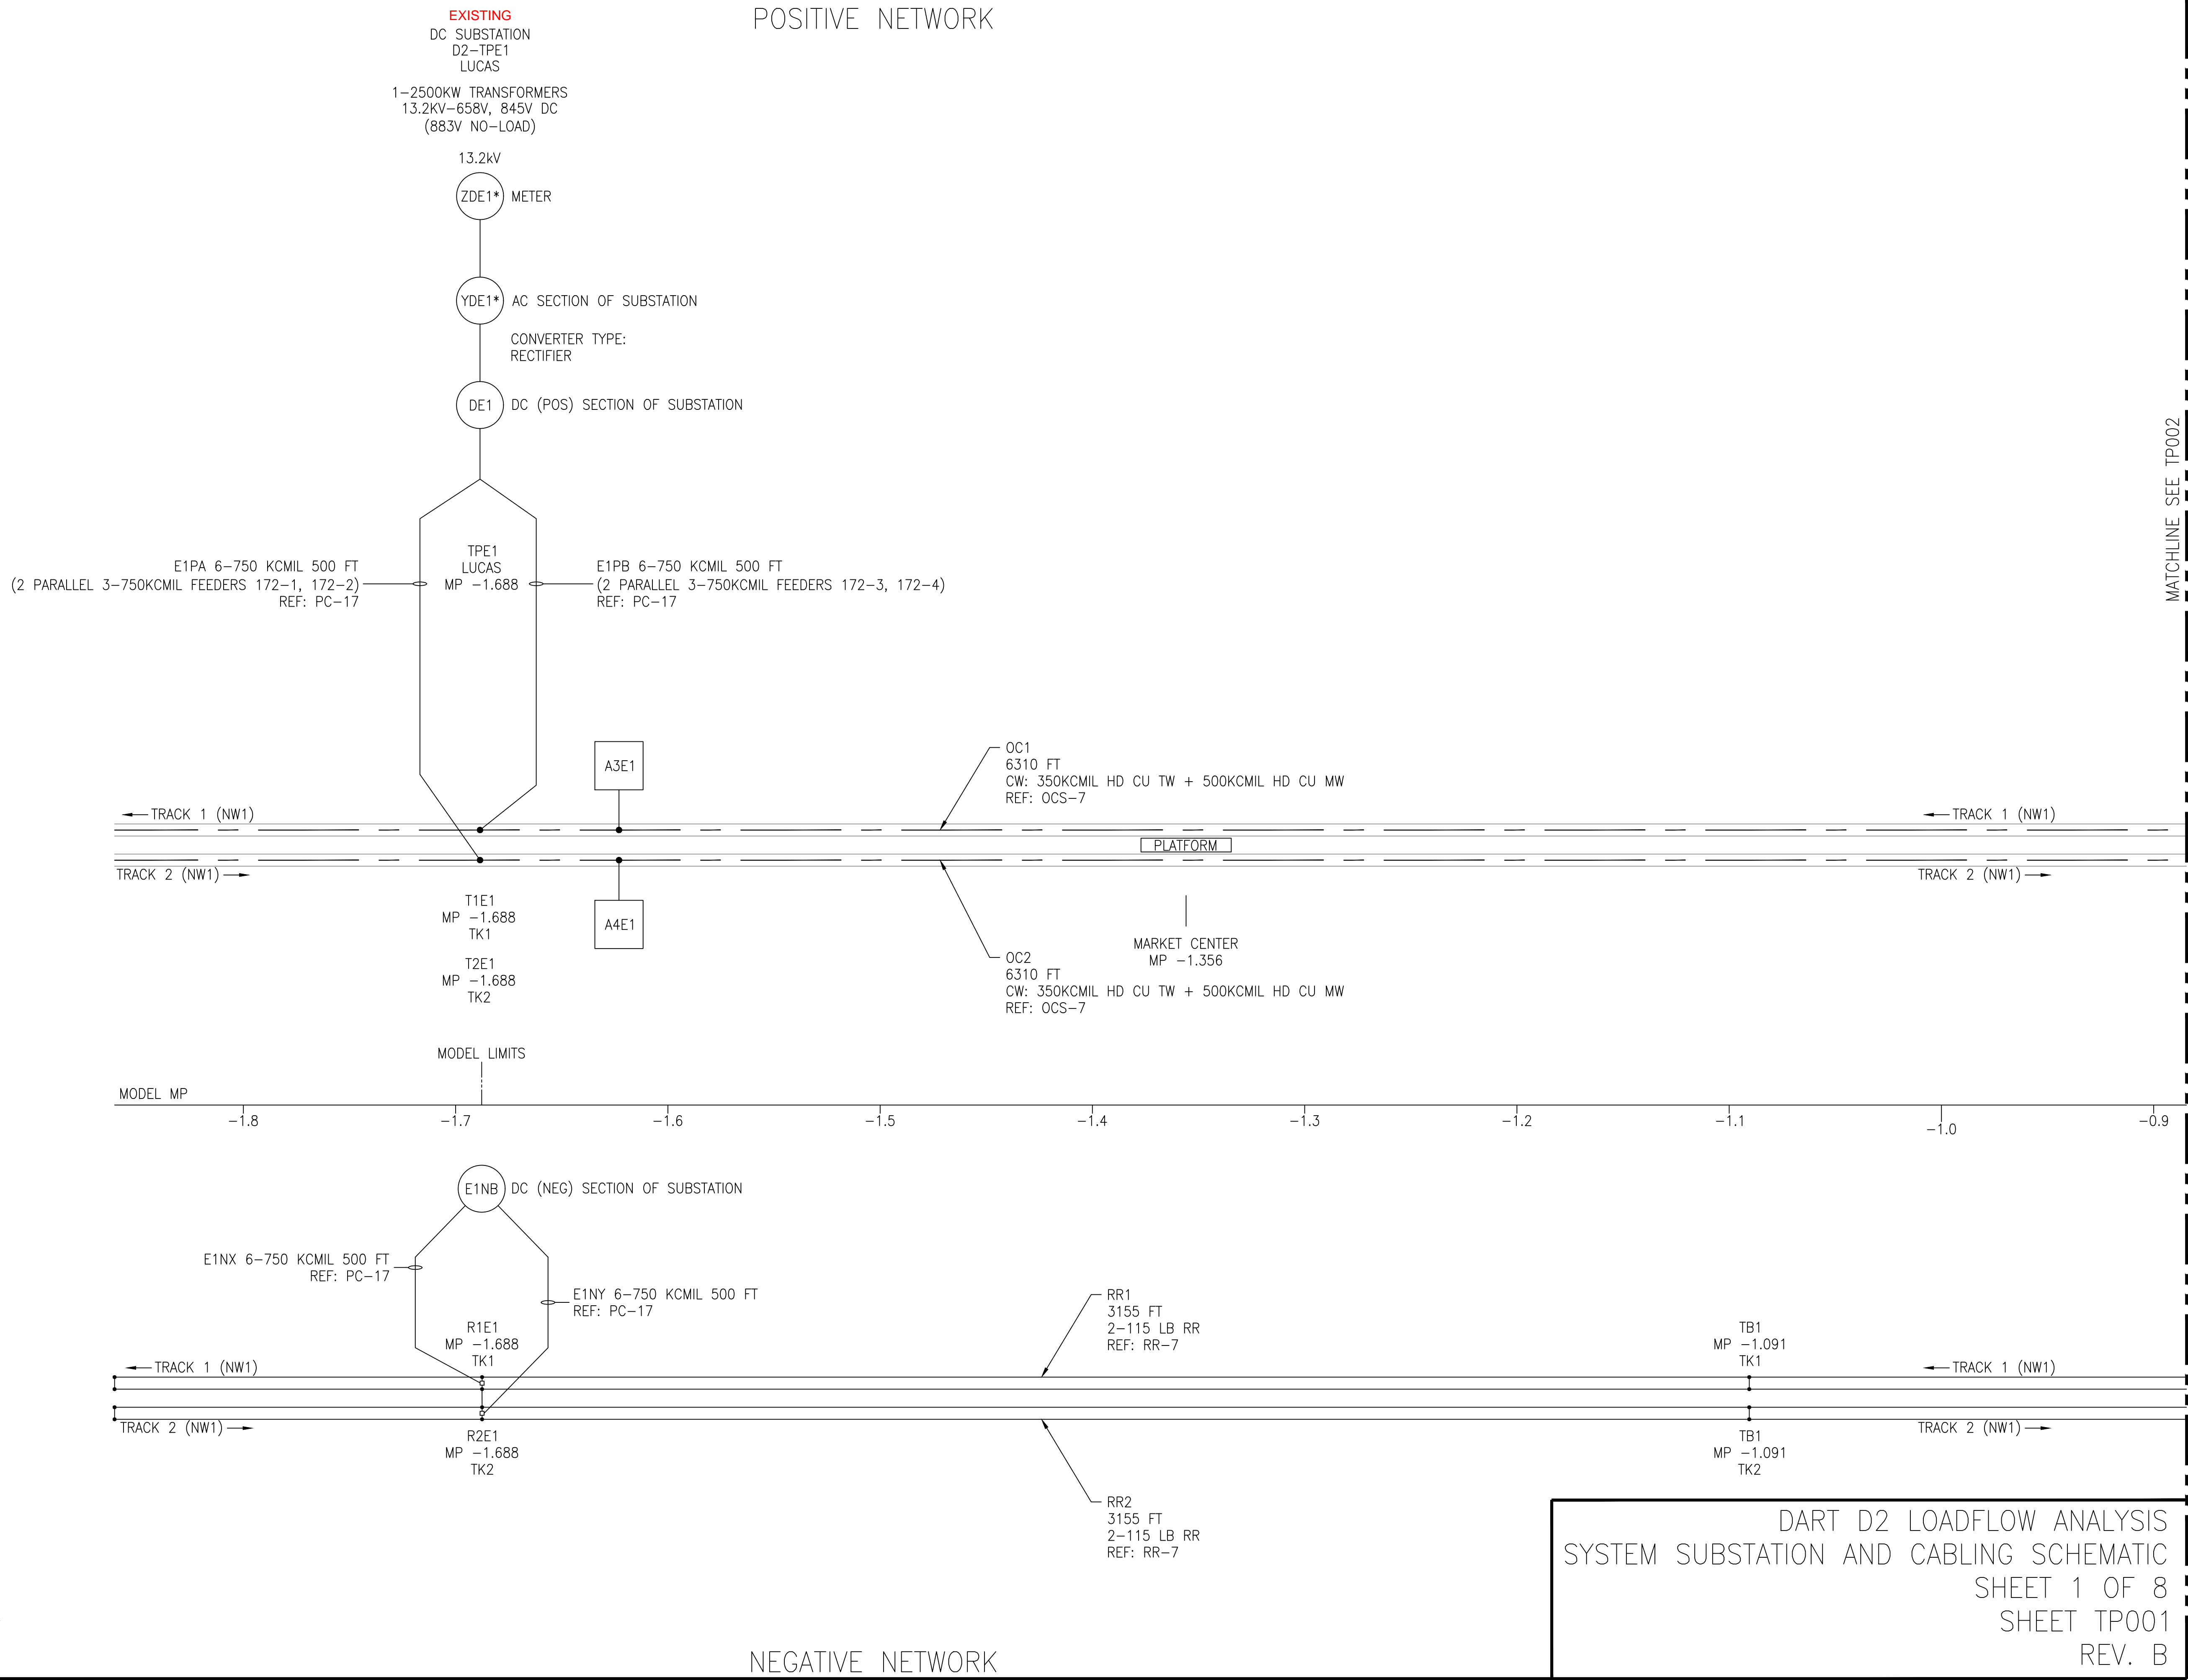 POSITIVE NETWORK
EXISTING
DC SUBSTATION
D2-TPE1
LUCAS
1-2500KW TRANSFORMERS
13.2KV-658V, 845V DC
(883V NO-LOAD)
13.2kV
ZDE1* METER
YDE1* AC SECTION OF SUBSTATION
CONVERTER TYPE:
RECTIFIER
DE1 DC (POS) SECTION OF SUBSTATION
MATCHLINE SEE TP002
E1PA 6-750 KCMIL 500 FT
(2 PARALLEL 3-750KCMIL FEEDERS 172-1, 172-2)
REF: PC-17
TPE1
LUCAS
MP -1.688
E1PB 6-750 KCMIL 500 FT
(2 PARALLEL 3-750KCMIL FEEDERS 172-3, 172-4)
REF: PC-17
A3E1
OC1
6310 FT
CW: 350KCMIL HD CU TW + 500KCMIL HD CU MW
REF: OCS-7
TRACK 1 (NW1)
TRACK 1 (NW1)
PLATFORM
TRACK 2 (NW1)
TRACK 2 (NW1)
T1E1
MP -1.688
TK1
T2E1
MP -1.688
TK2
A4E1
MARKET CENTER
MP -1.356
OC2
6310 FT
CW: 350KCMIL HD CU TW + 500KCMIL HD CU MW
REF: OCS-7
MODEL LIMITS
MODEL MP
-1.8 -1.7 -1.6 -1.5 -1.4 -1.3 -1.2 -1.1 -1.0 -0.9
E1NB DC (NEG) SECTION OF SUBSTATION
E1NX 6-750 KCMIL 500 FT
REF: PC-17
E1NY 6-750 KCMIL 500 FT
REF: PC-17
R1E1
MP -1.688
TK1
RR1
3155 FT
2-115 LB RR
REF: RR-7
TB1
MP -1.091
TK1
TRACK 1 (NW1)
TRACK 1 (NW1)
TRACK 2 (NW1)
TRACK 2 (NW1)
R2E1
MP -1.688
TK2
TB1
MP -1.091
TK2
RR2
3155 FT
2-115 LB RR
REF: RR-7
DART D2 LOADFLOW ANALYSIS
SYSTEM SUBSTATION AND CABLING SCHEMATIC
SHEET 1 OF 8
SHEET TP001
REV. B
NEGATIVE NETWORK